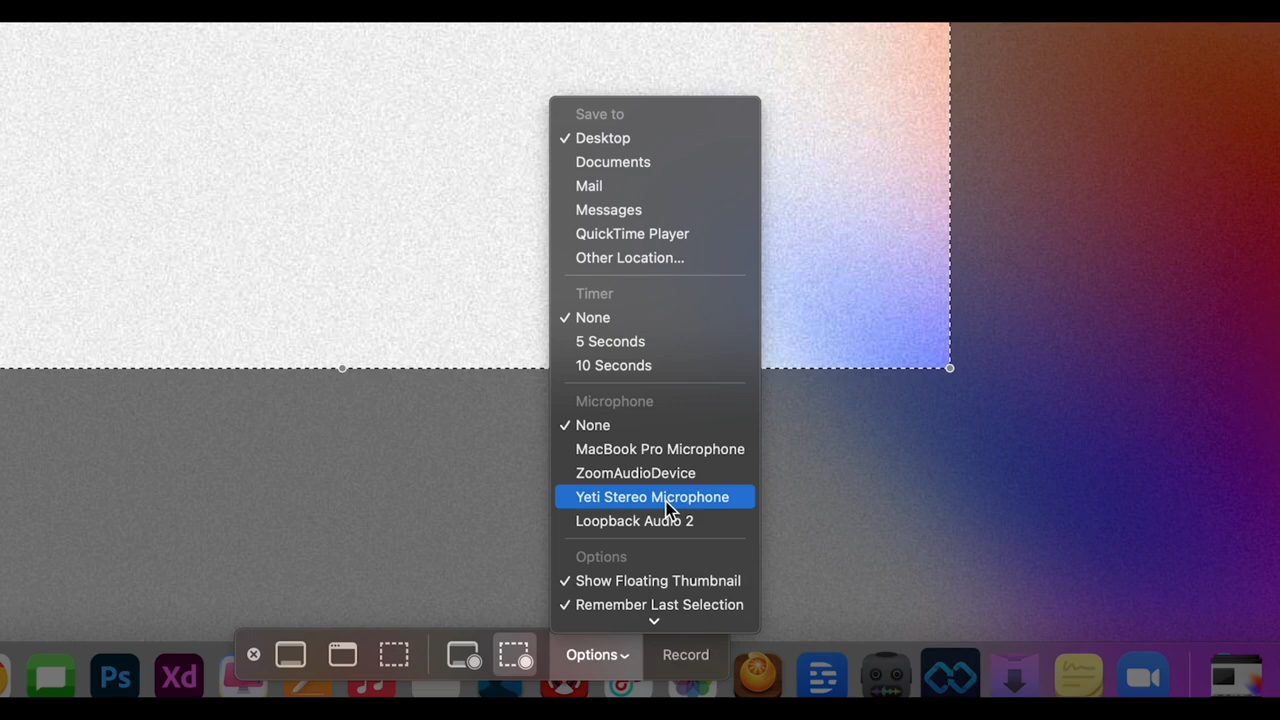 Save to
✓ Desktop
Documents
Mail
Messages
QuickTime Player
Other Location...
Timer
✓ None
5 Seconds
10 Seconds
Microphone
✓ None
MacBook Pro Microphone
ZoomAudioDevice
Yeti Stereo Microphone
Loopback Audio 2
Options
✓ Show Floating Thumbnail
✓ Remember Last Selection
Options
Record
Ps
Xd